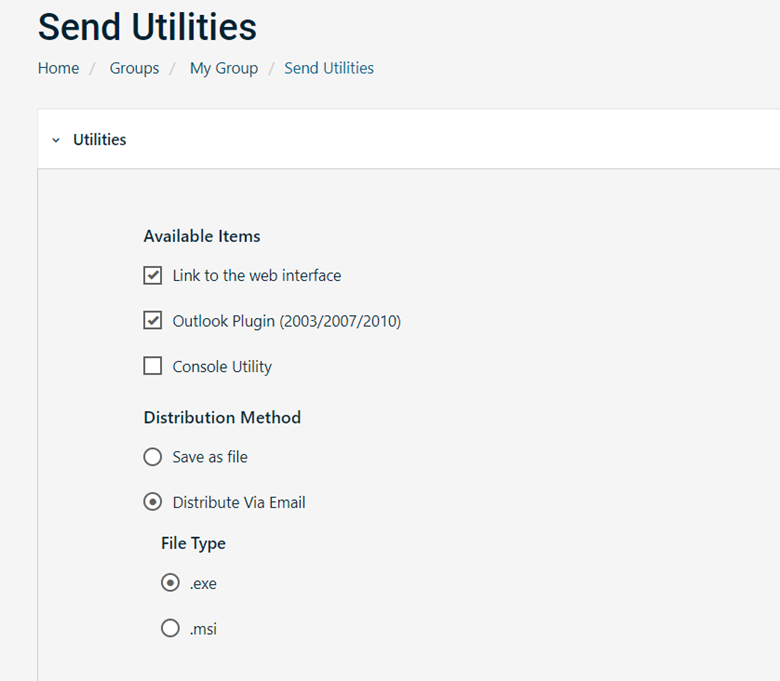 Send Utilities
Home / Groups / My Group / Send Utilities
Utilities
Available Items
Link to the web interface
Outlook Plugin (2003/2007/2010)
Console Utility
Distribution Method
Save as file
Distribute Via Email
File Type
.exe
.msi